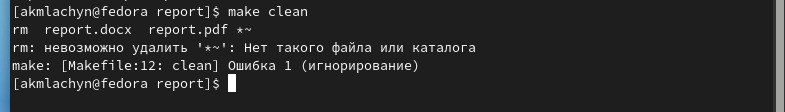 [akmlachyn@fedora report]$ make clean
rm  report.docx  report.pdf *~
rm: невозможно удалить '*~': Нет такого файла или каталога
make: [Makefile:12: clean] Ошибка 1 (игнорирование)
[akmlachyn@fedora report]$